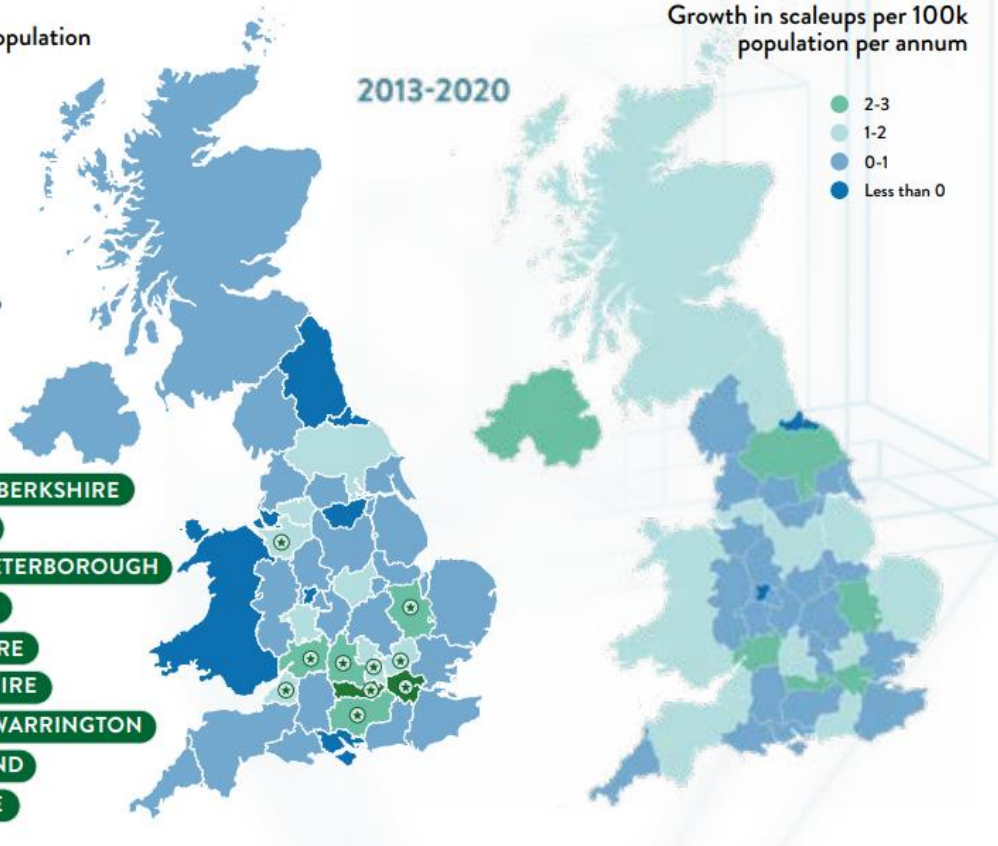 opulation
2013-2020
Growth in scaleups per 100k
population per annum
2-3
1-2
0-1
Less than 0
BERKSHIRE
TERBOROUGH
RE
IRE
WARRINGTON
ND
E